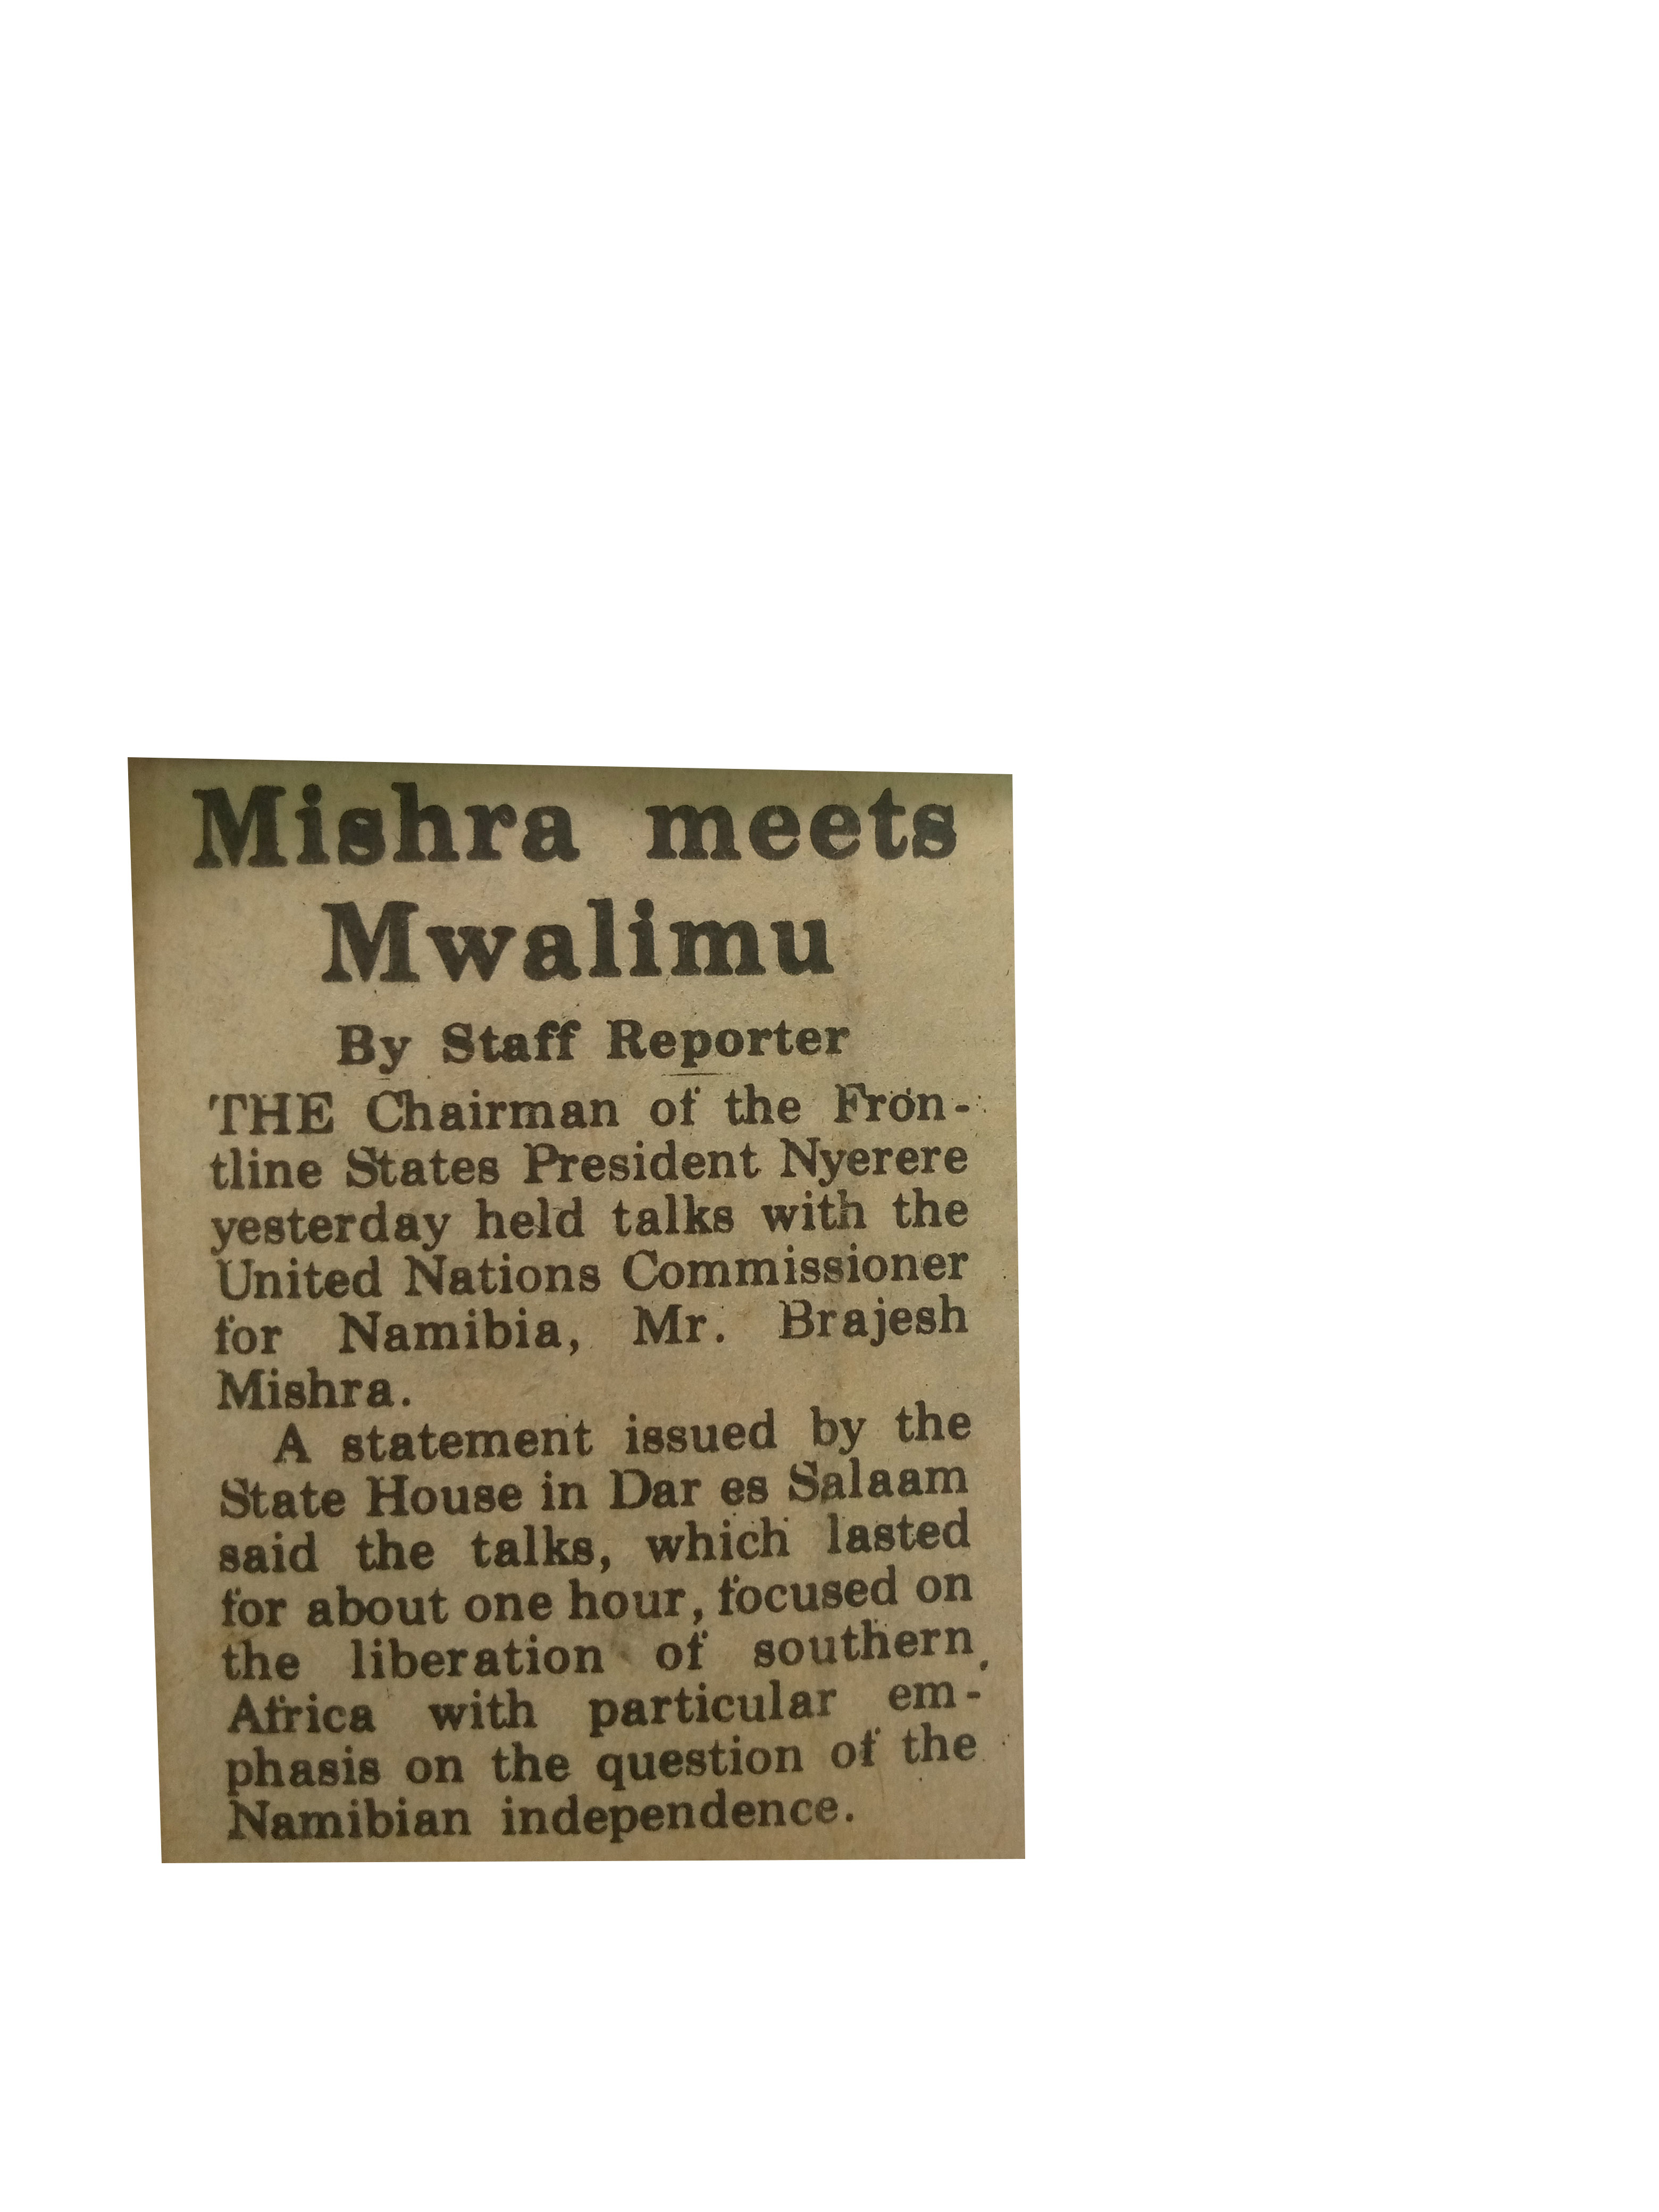 Mishra meets
Mwalimu
By Staff Reporter
THE Chairman of the Fron-
tline States President Nyerere
yesterday held talks with the
United Nations Commissioner
for Namibia, Mr. Brajesh
Mishra.
A statement issued by the
State House in Dar es Salaam
said the talks, which lasted
for about one hour, focused on
the liberation of southern
Africa with particular em-
phasis on the question of the
Namibian independence.